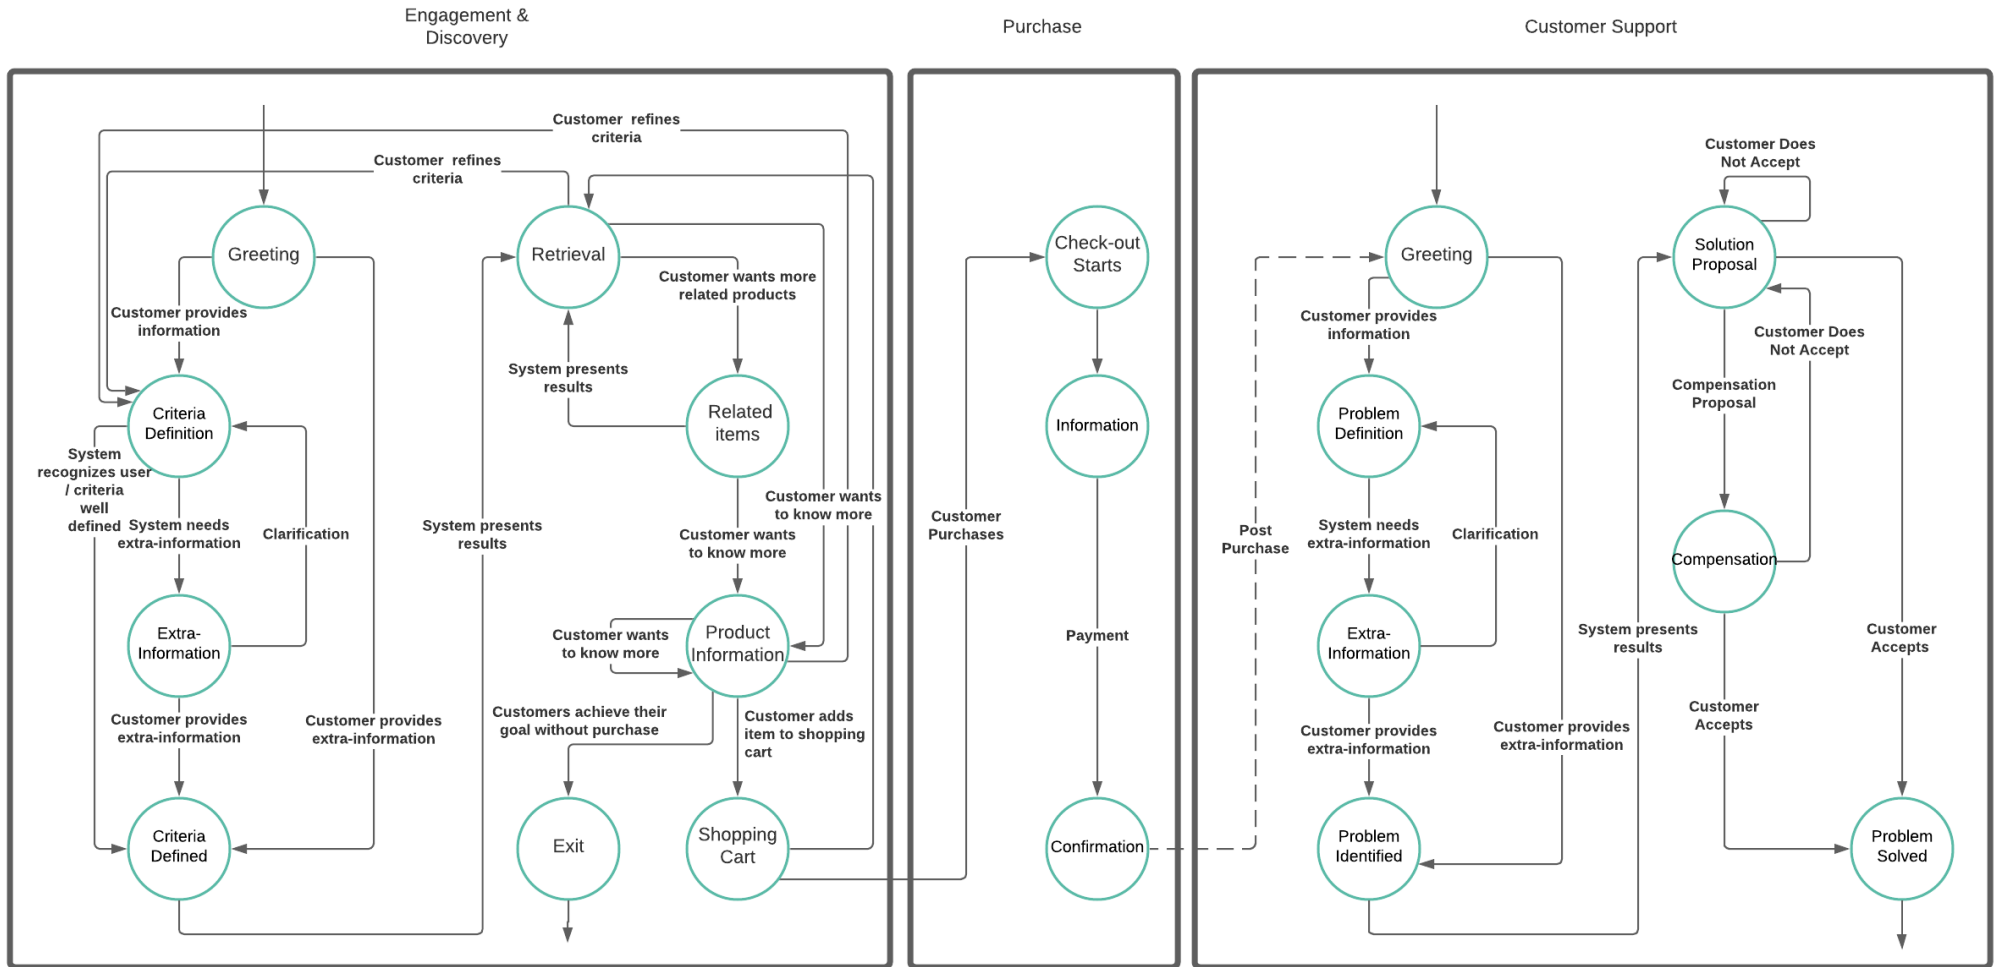 Engagement &
Discovery
Purchase
Customer Support
Customer  refines
criteria
Customer  refines
criteria
Greeting
Retrieval
Customer wants more
related products
Customer provides
information
System presents
results
Criteria
Definition
Related
items
System
recognizes user
/ criteria
well
defined
System needs
extra-information
Clarification
System presents
results
Customer wants
to know more
Customer wants
to know more
Extra-
Information
Customer wants
to know more
Product
Information
Customer provides
extra-information
Customer provides
extra-information
Customers achieve their
goal without purchase
Customer adds
item to shopping
cart
Criteria
Defined
Exit
Shopping
Cart
Customer
Purchases
Check-out
Starts
Information
Payment
Confirmation
Post
Purchase
Greeting
Customer provides
information
Problem
Definition
System needs
extra-information
Clarification
Extra-
Information
Customer provides
extra-information
Customer provides
extra-information
Problem
Identified
System presents
results
Customer Does
Not Accept
Solution
Proposal
Customer Does
Not Accept
Compensation
Proposal
Compensation
Customer
Accepts
Customer
Accepts
Problem
Solved